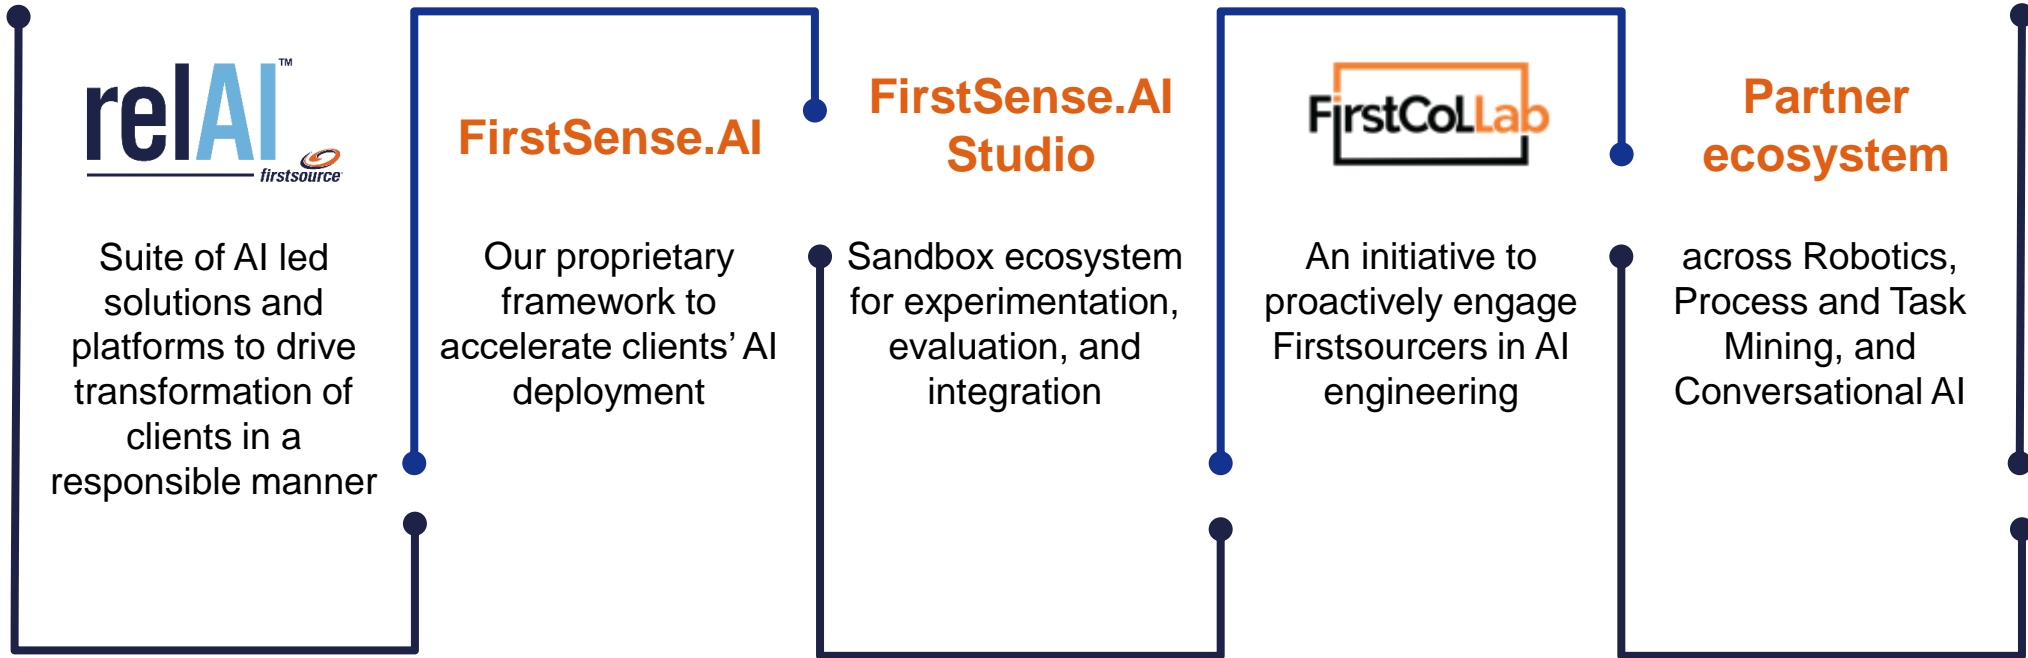 relAI™
firstsource
Suite of AI led
solutions and
platforms to drive
transformation of
clients in a
responsible manner
FirstSense.AI
Our proprietary
framework to
accelerate clients’ AI
deployment
FirstSense.AI
Studio
Sandbox ecosystem
for experimentation,
evaluation, and
integration
FirstCoLLab
An initiative to
proactively engage
Firstsourcers in AI
engineering
Partner
ecosystem
across Robotics,
Process and Task
Mining, and
Conversational AI